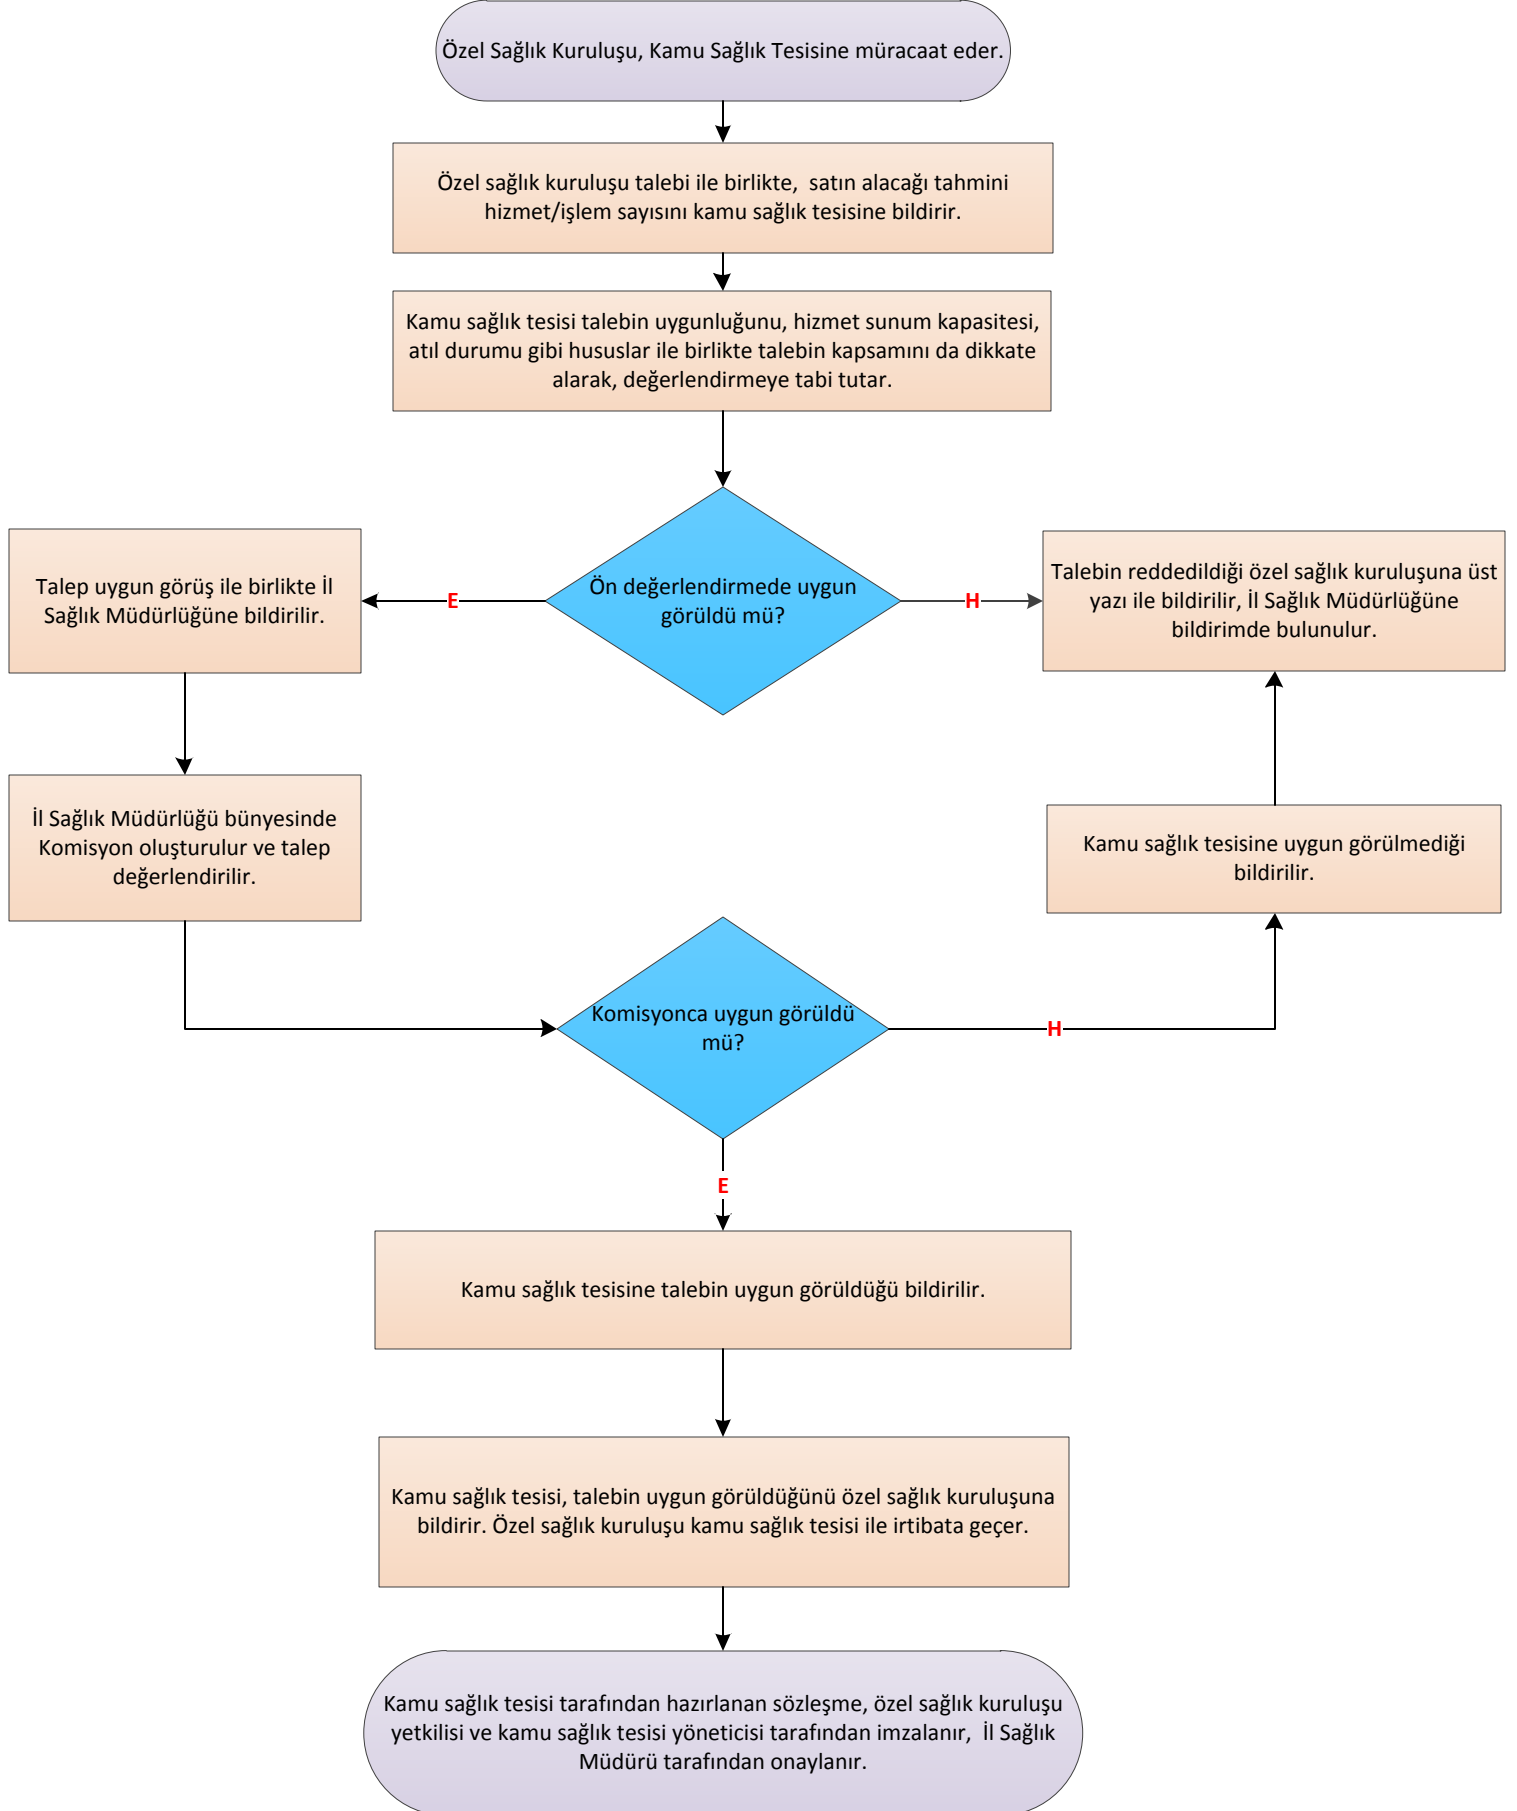 Özel Sağlık Kuruluşu, Kamu Sağlık Tesisine müracaat eder.
Özel sağlık kuruluşu talebi ile birlikte, satın alacağı tahmini
hizmet/işlem sayısını kamu sağlık tesisine bildirir.
Kamu sağlık tesisi talebin uygunluğunu, hizmet sunum kapasitesi,
atıl durumu gibi hususlar ile birlikte talebin kapsamını da dikkate
alarak, değerlendirmeye tabi tutar.
Ön değerlendirmede uygun
görüldü mü?
E
H
Talep uygun görüş ile birlikte İl
Sağlık Müdürlüğüne bildirilir.
Talebin reddedildiği özel sağlık kuruluşuna üst
yazı ile bildirilir, İl Sağlık Müdürlüğüne
bildirimde bulunulur.
İl Sağlık Müdürlüğü bünyesinde
Komisyon oluşturulur ve talep
değerlendirilir.
Kamu sağlık tesisine uygun görülmediği
bildirilir.
Komisyonca uygun görüldü
mü?
H
E
Kamu sağlık tesisine talebin uygun görüldüğü bildirilir.
Kamu sağlık tesisi, talebin uygun görüldüğünü özel sağlık kuruluşuna
bildirir. Özel sağlık kuruluşu kamu sağlık tesisi ile irtibata geçer.
Kamu sağlık tesisi tarafından hazırlanan sözleşme, özel sağlık kuruluşu
yetkilisi ve kamu sağlık tesisi yöneticisi tarafından imzalanır, İl Sağlık
Müdürü tarafından onaylanır.